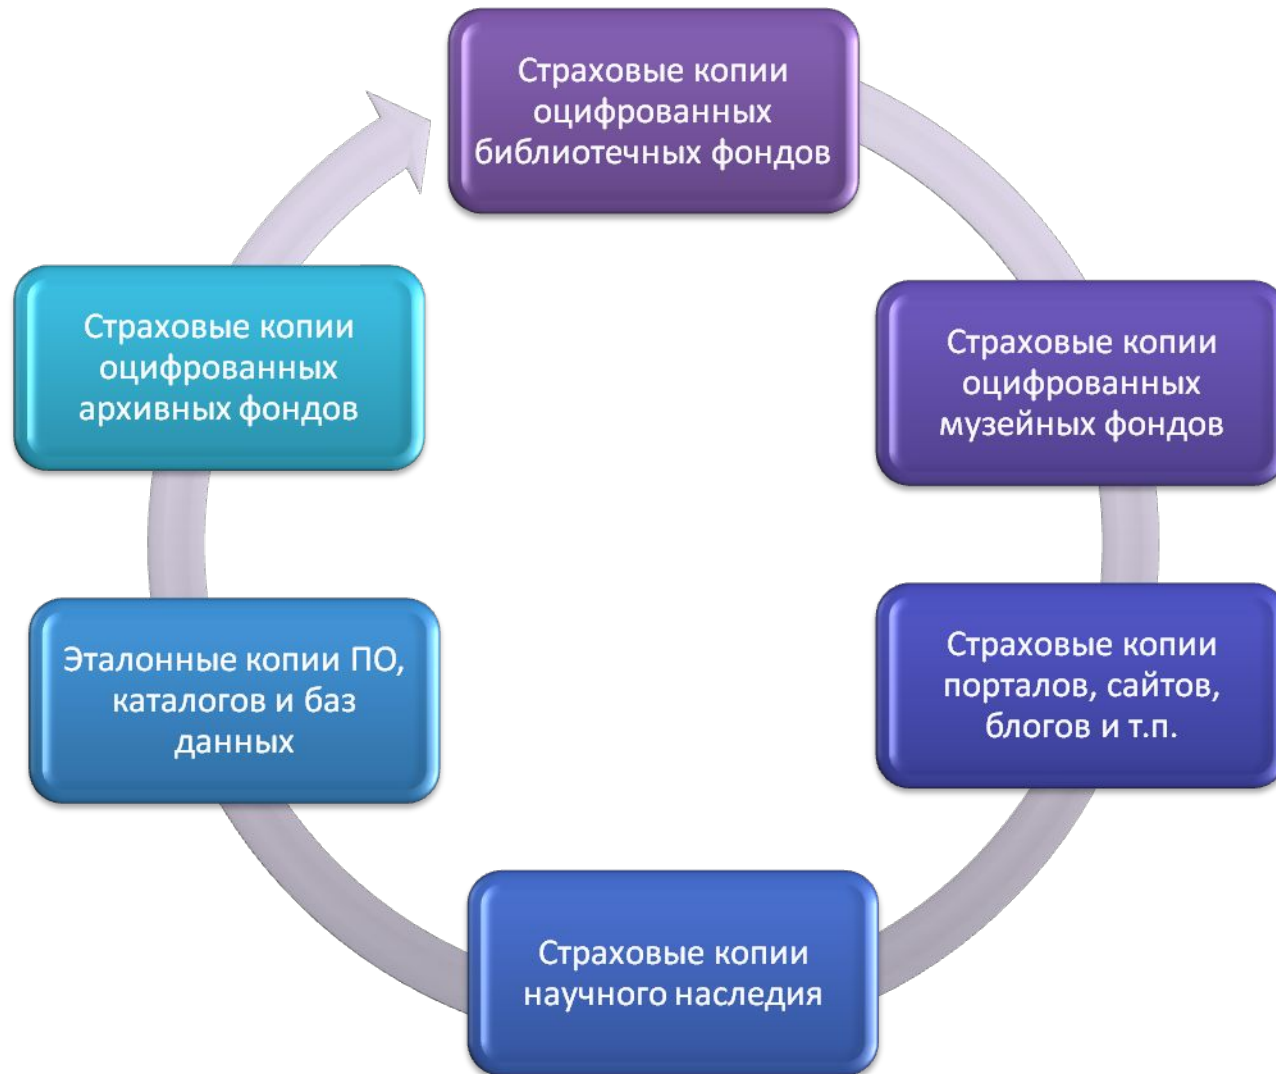 Страховые копии
оцифрованных
библиотечных фондов
Страховые копии
оцифрованных
музейных фондов
Страховые копии
порталов, сайтов,
блогов и т.п.
Страховые копии
научного наследия
Эталонные копии ПО,
каталогов и баз
данных
Страховые копии
оцифрованных
архивных фондов